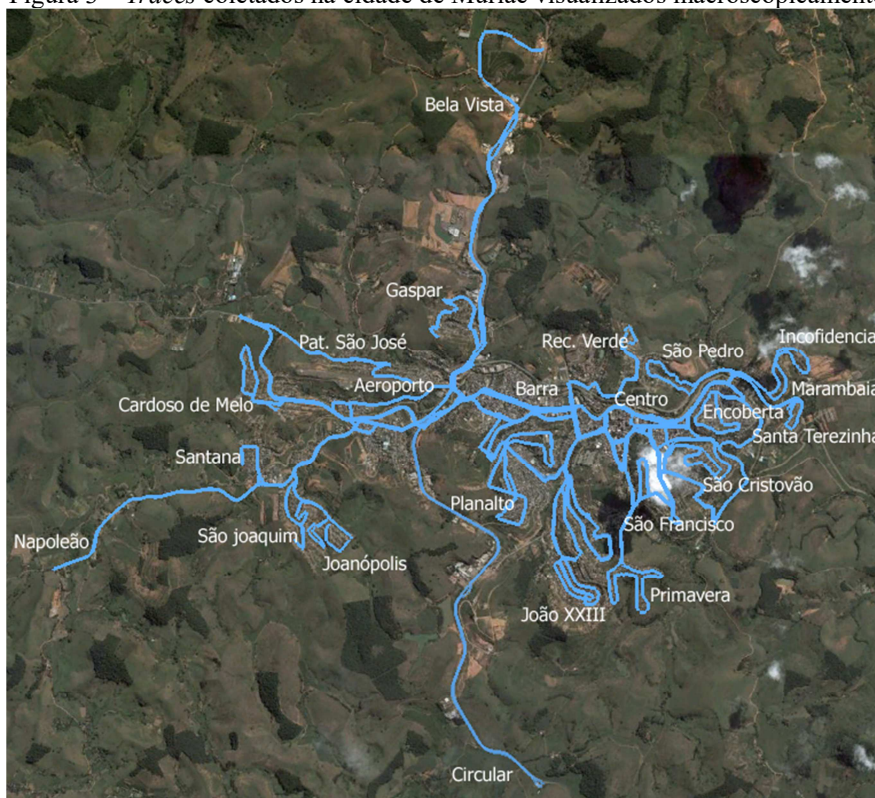 Figura 3 – Traces coletados na cidade de Muriaé visualizados macroscopicamente
Bela Vista
Gaspar
Pat. São José
Rec. Verde
São Pedro
Incofidencia
Aeroporto
Barra
Centro
Marambaia
Cardoso de Melo
Encoberta
Santa Terezinha
Santana
São Cristovão
Planalto
São Francisco
Napoleão
São joaquim
Joanópolis
João XXIII
Primavera
Circular